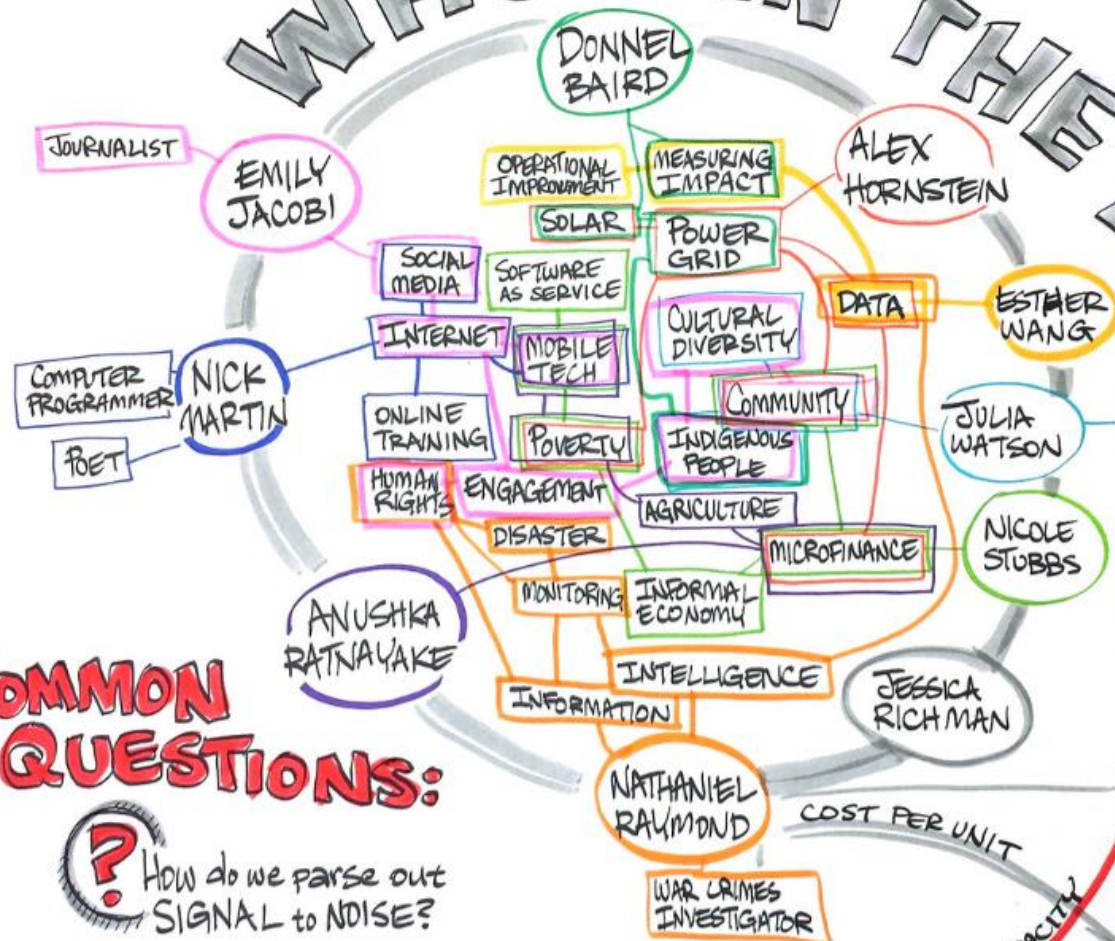 THE
DONNEL
BAIRD
JOURNALIST
EMILY
JACOBI
OPERATIONAL
IMPROVMENT
MEASURING
IMPACT
ALEX
HORNSTEIN
SOLAR
POWER
GRID
SOCIAL
MEDIA
SOFTWARE
AS SERVICE
DATA
ESTHER
WANG
INTERNET
CULTURAL
DIVERSITY
MOBILE
TECH
COMPUTER
PROGRAMMER
NICK
MARTIN
POET
ONLINE
TRAINING
COMMUNITY
JULIA
WATSON
POVERTY
INDIGENOUS
PEOPLE
HUMAN
RIGHTS
ENGAGEMENT
AGRICULTURE
DISASTER
MICROFINANCE
NICOLE
STUBBS
MONITORING
INFORMAL
ECONOMY
ANUSHKA
RATNAYAKE
INTELLIGENCE
INFORMATION
JESSICA
RICHMAN
OMMON
QUESTIONS:
NATHANIEL
RAYMOND
COST PER UNIT
?
HOW do we parse out
SIGNAL to NOISE?
WAR CRIMES
INVESTIGATOR